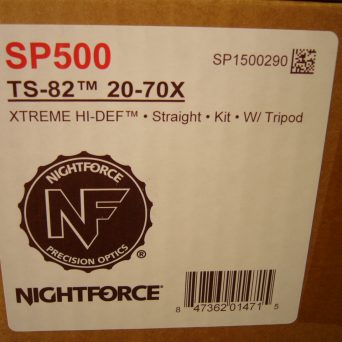 SP500
SP1500290
TS-82™ 20-70X
XTREME HI-DEF™ • Straight • Kit • W/ Tripod
NIGHTFORCE
NF
PRECISION OPTICS
®
NIGHTFORCE®
8 47362 01471 5